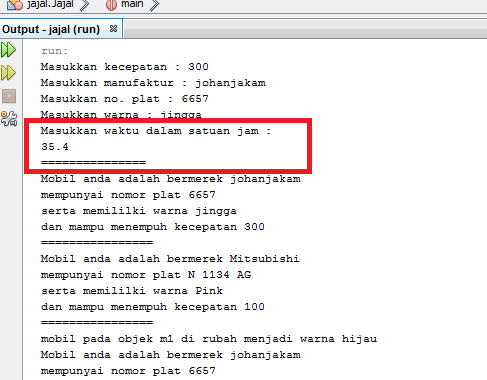 jajal.Jajal main
Output - jajal (run)
run:
Masukkan kecepatan : 300
Masukkan manufaktur : johanjakam
Masukkan no. plat : 6657
Masukkan warna : jingga
Masukkan waktu dalam satuan jam :
35.4
===============
Mobil anda adalah bermerek johanjakam
mempunyai nomor plat 6657
serta memililki warna jingga
dan mampu menempuh kecepatan 300
================
Mobil anda adalah bermerek Mitsubishi
mempunyai nomor plat N 1134 AG
serta memililki warna Pink
dan mampu menempuh kecepatan 100
================
mobil pada objek m1 di rubah menjadi warna hijau
Mobil anda adalah bermerek johanjakam
mempunyai nomor plat 6657